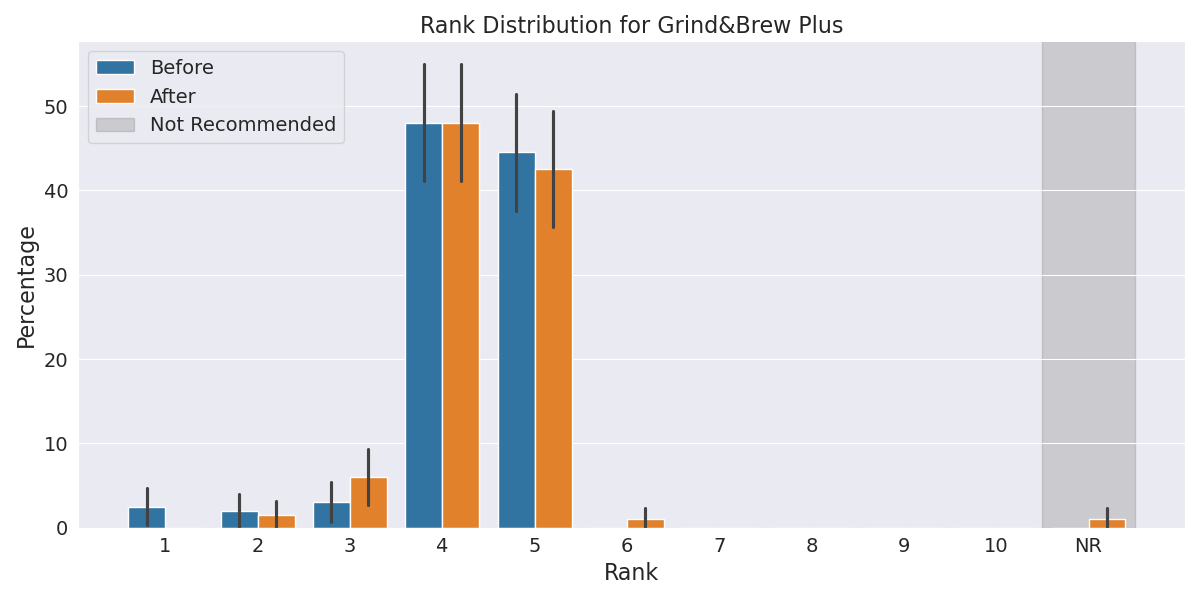 Rank Distribution for Grind&Brew Plus
Before
After
Not Recommended
Percentage
50
40
30
20
10
0
1 2 3 4 5 6 7 8 9 10 NR
Rank